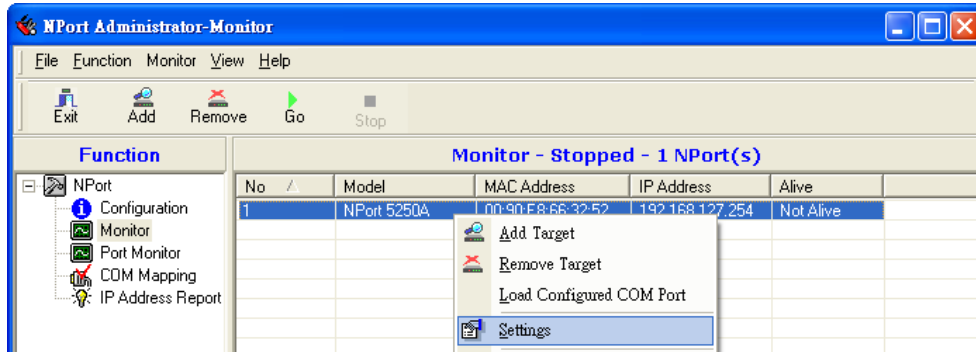 NPort Administrator-Monitor
File Function Monitor View Help
Exit Add Remove Go Stop
Function
Monitor - Stopped - 1 NPort(s)
NPort
Configuration
Monitor
Port Monitor
COM Mapping
IP Address Report
No Model MAC Address IP Address Alive
1 NPort 5250A 00:90:E8:66:32:52 192.168.127.254 Not Alive
Add Target
Remove Target
Load Configured COM Port
Settings